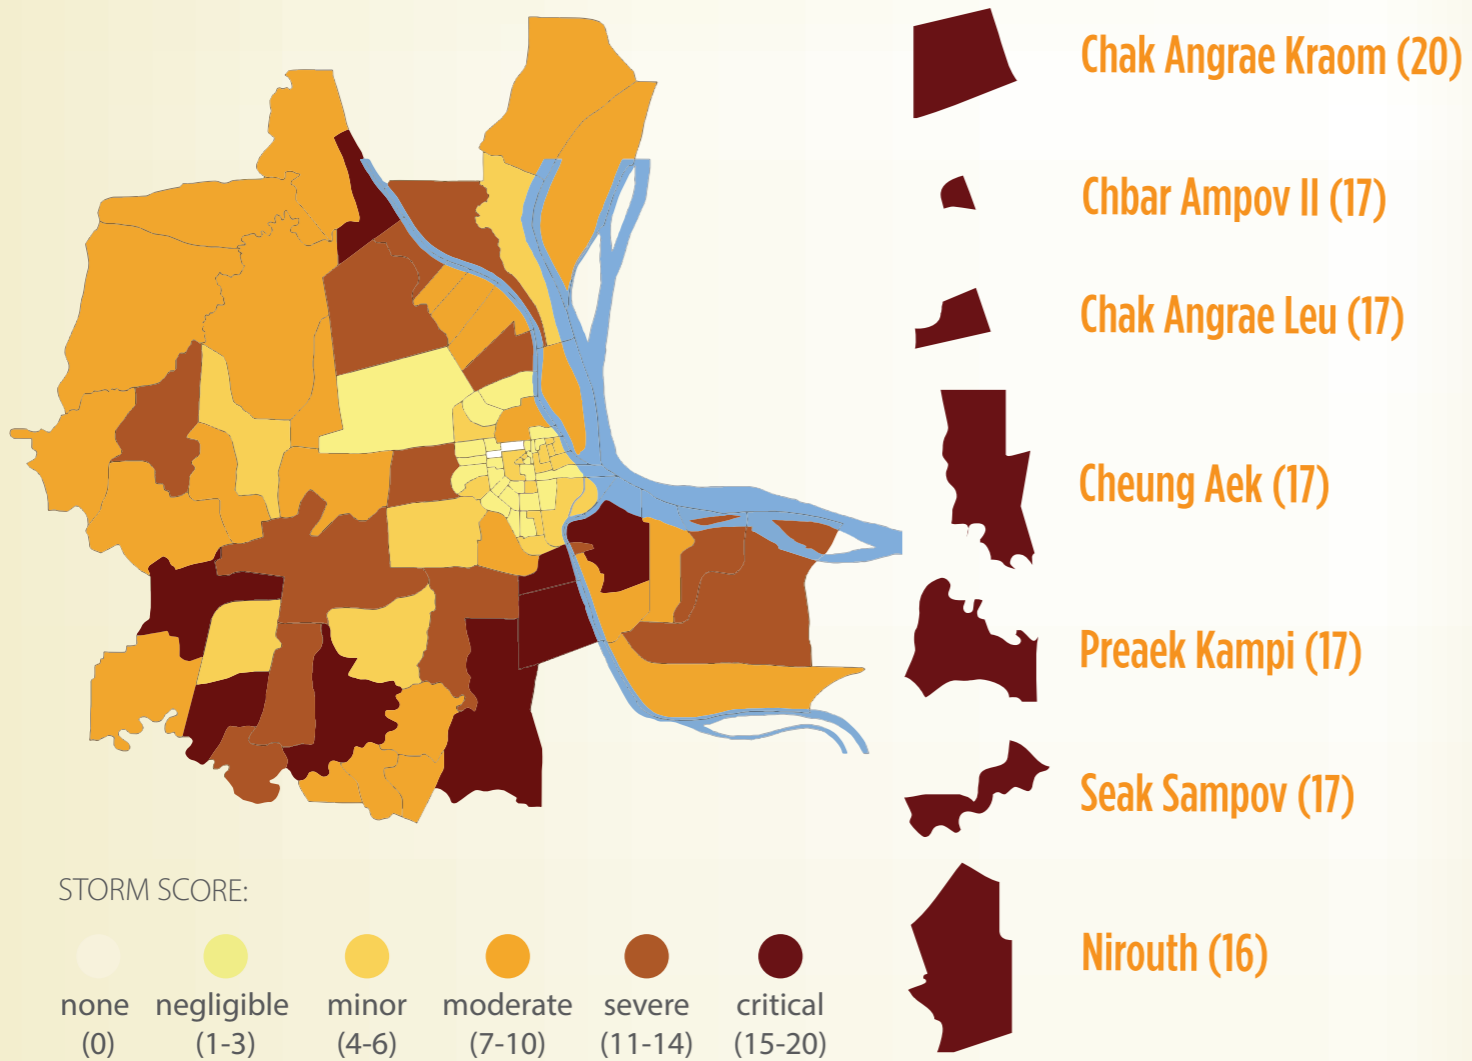 Chak Angrae Kraom (20)
Chbar Ampov II (17)
Chak Angrae Leu (17)
Cheung Aek (17)
Preaek Kampi (17)
Seak Sampov (17)
Nirouth (16)
STORM SCORE:
none negligible minor moderate severe critical
(0) (1-3) (4-6) (7-10) (11-14) (15-20)